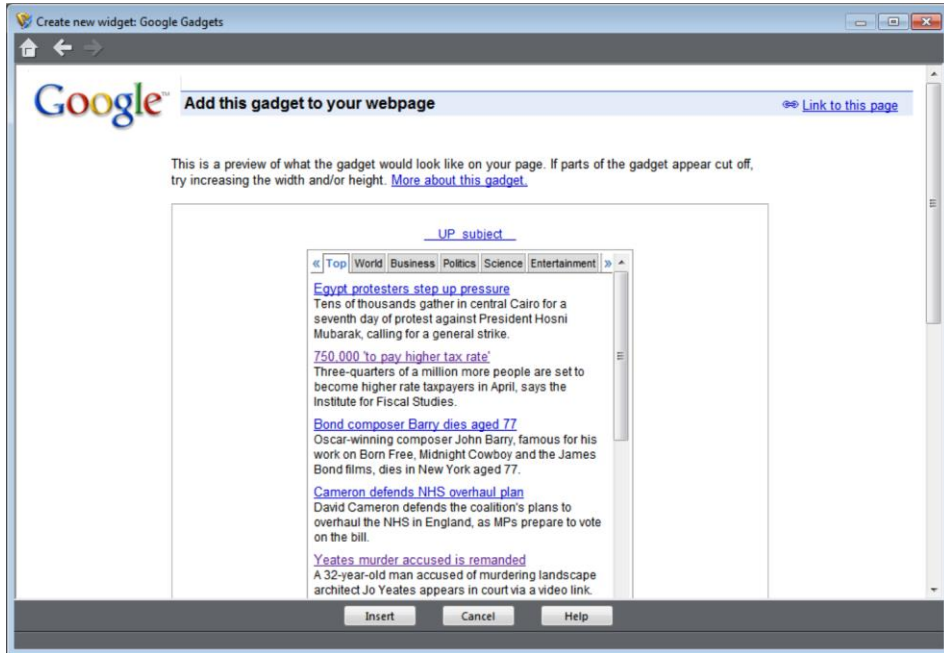 Create new widget: Google Gadgets
Google™
Add this gadget to your webpage
Link to this page
This is a preview of what the gadget would look like on your page. If parts of the gadget appear cut off,
try increasing the width and/or height. More about this gadget.
__UP_subject__
« Top World Business Politics Science Entertainment »
Egypt protesters step up pressure
Tens of thousands gather in central Cairo for a
seventh day of protest against President Hosni
Mubarak, calling for a general strike.
750,000 'to pay higher tax rate'
Three-quarters of a million more people are set to
become higher rate taxpayers in April, says the
Institute for Fiscal Studies.
Bond composer Barry dies aged 77
Oscar-winning composer John Barry, famous for his
work on Born Free, Midnight Cowboy and the James
Bond films, dies in New York aged 77.
Cameron defends NHS overhaul plan
David Cameron defends the coalition's plans to
overhaul the NHS in England, as MPs prepare to vote
on the bill.
Yeates murder accused is remanded
A 32-year-old man accused of murdering landscape
architect Jo Yeates appears in court via a video link.
Insert Cancel Help